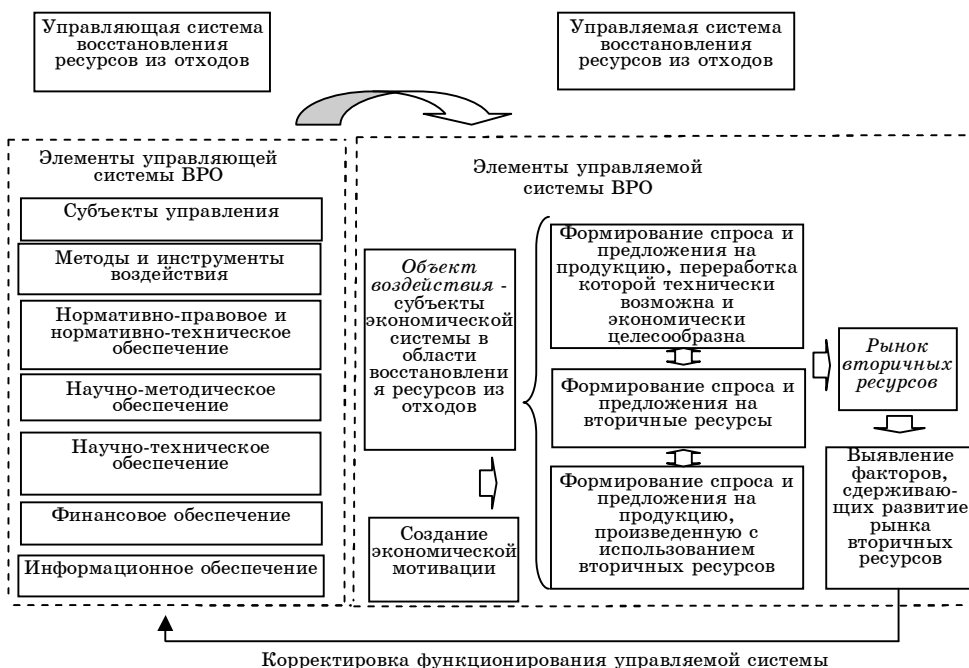 Управляющая система
восстановления
ресурсов из отходов
Управляемая система
восстановления
ресурсов из отходов
Элементы управляющей
системы ВРО
Субъекты управления
Методы и инструменты
воздействия
Нормативно-правовое и
нормативно-техническое
обеспечение
Научно-методическое
обеспечение
Научно-техническое
обеспечение
Финансовое обеспечение
Информационное обеспечение
Элементы управляемой
системы ВРО
Объект
воздействия -
субъекты
экономической
системы в
области
восстановлени
я ресурсов из
отходов
Создание
экономической
мотивации
Формирование спроса и
предложения на
продукцию, переработка
которой технически
возможна и
экономически
целесообразна
Формирование спроса и
предложения на
вторичные ресурсы
Формирование спроса и
предложения на
продукцию,
произведенную с
использованием
вторичных ресурсов
Рынок
вторичных
ресурсов
Выявление
факторов,
сдерживаю-
щих развитие
рынка
вторичных
ресурсов
Корректировка функционирования управляемой системы